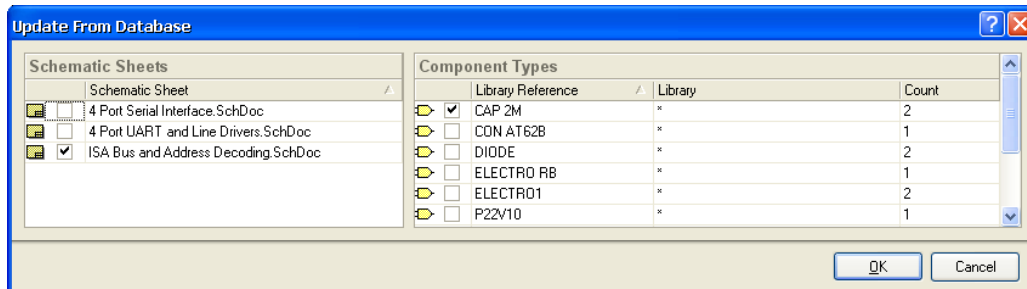 Update From Database
Schematic Sheets
Schematic Sheet
4 Port Serial Interface.SchDoc
4 Port UART and Line Drivers.SchDoc
ISA Bus and Address Decoding.SchDoc
Component Types
Library Reference Library Count
CAP 2M * 2
CON AT62B * 1
DIODE * 2
ELECTRO RB * 1
ELECTRO1 * 2
P22V10 * 1
OK Cancel